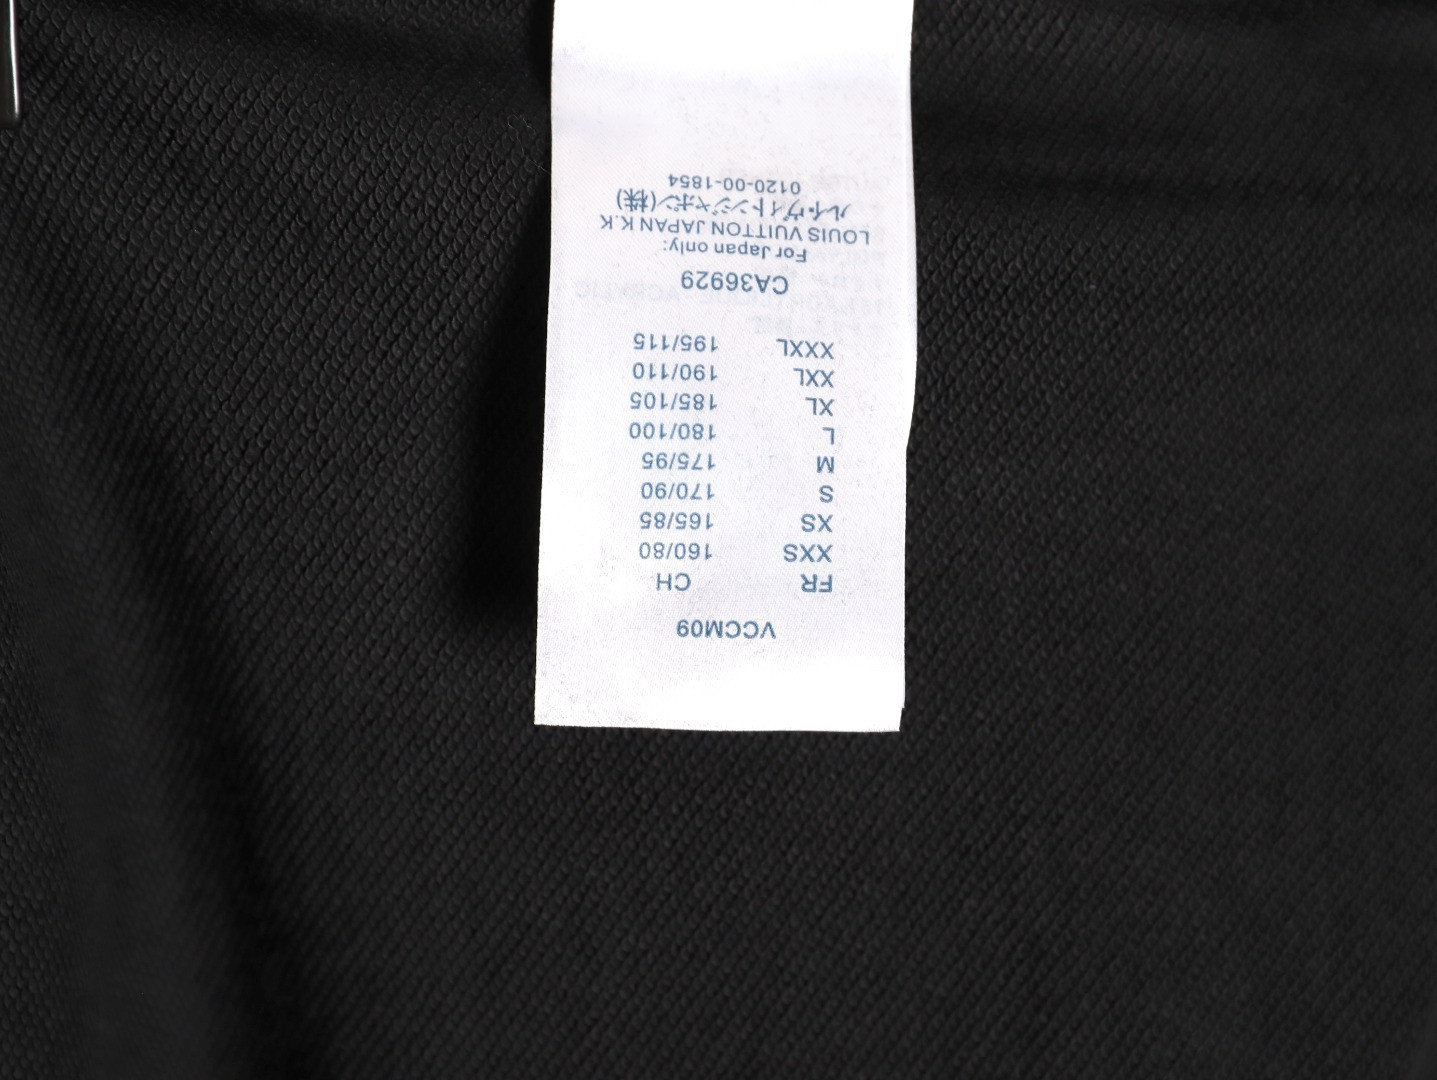 VCCM09
FR CH
XXS 160/80
XS 165/85
S 170/90
M 175/95
L 180/100
XL 185/105
XXL 190/110
XXXL 195/115
CA36929
For Japan only:
LOUIS VUITTON JAPAN K.K
ルイ・ヴィトンジャポン(株)
0120-00-1854